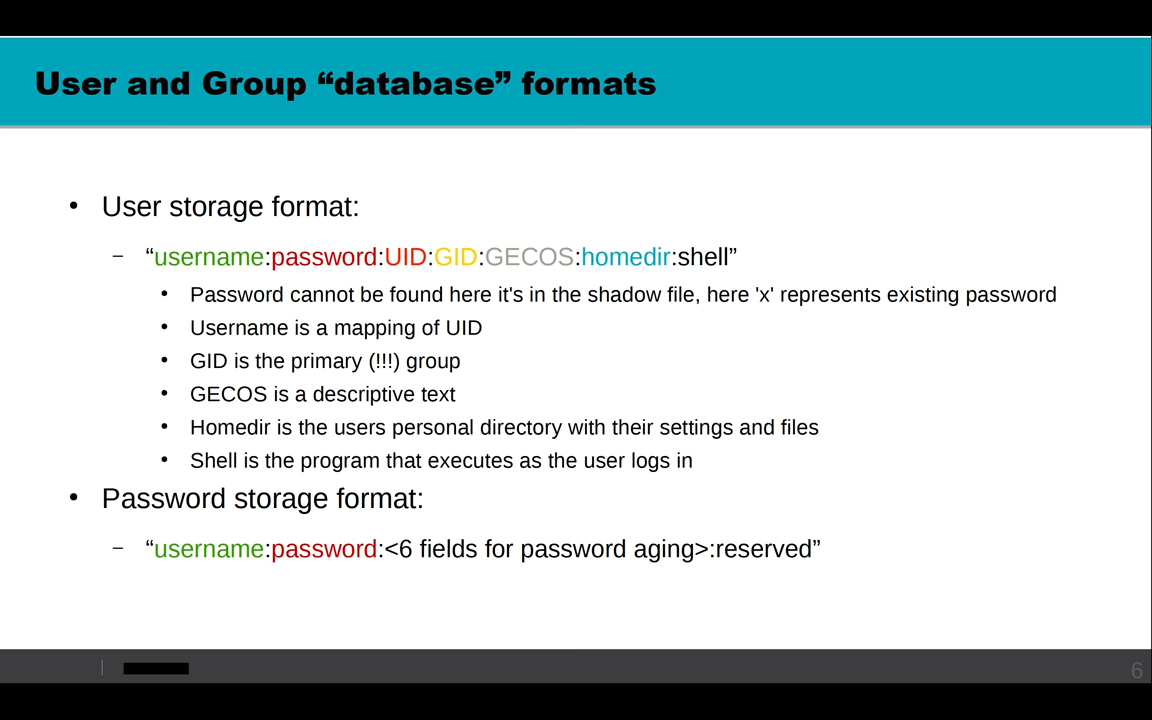 User and Group “database” formats
• User storage format:
– “username:password:UID:GID:GECOS:homedir:shell”
• Password cannot be found here it's in the shadow file, here 'x' represents existing password
• Username is a mapping of UID
• GID is the primary (!!!) group
• GECOS is a descriptive text
• Homedir is the users personal directory with their settings and files
• Shell is the program that executes as the user logs in
• Password storage format:
– “username:password:<6 fields for password aging>:reserved”
6